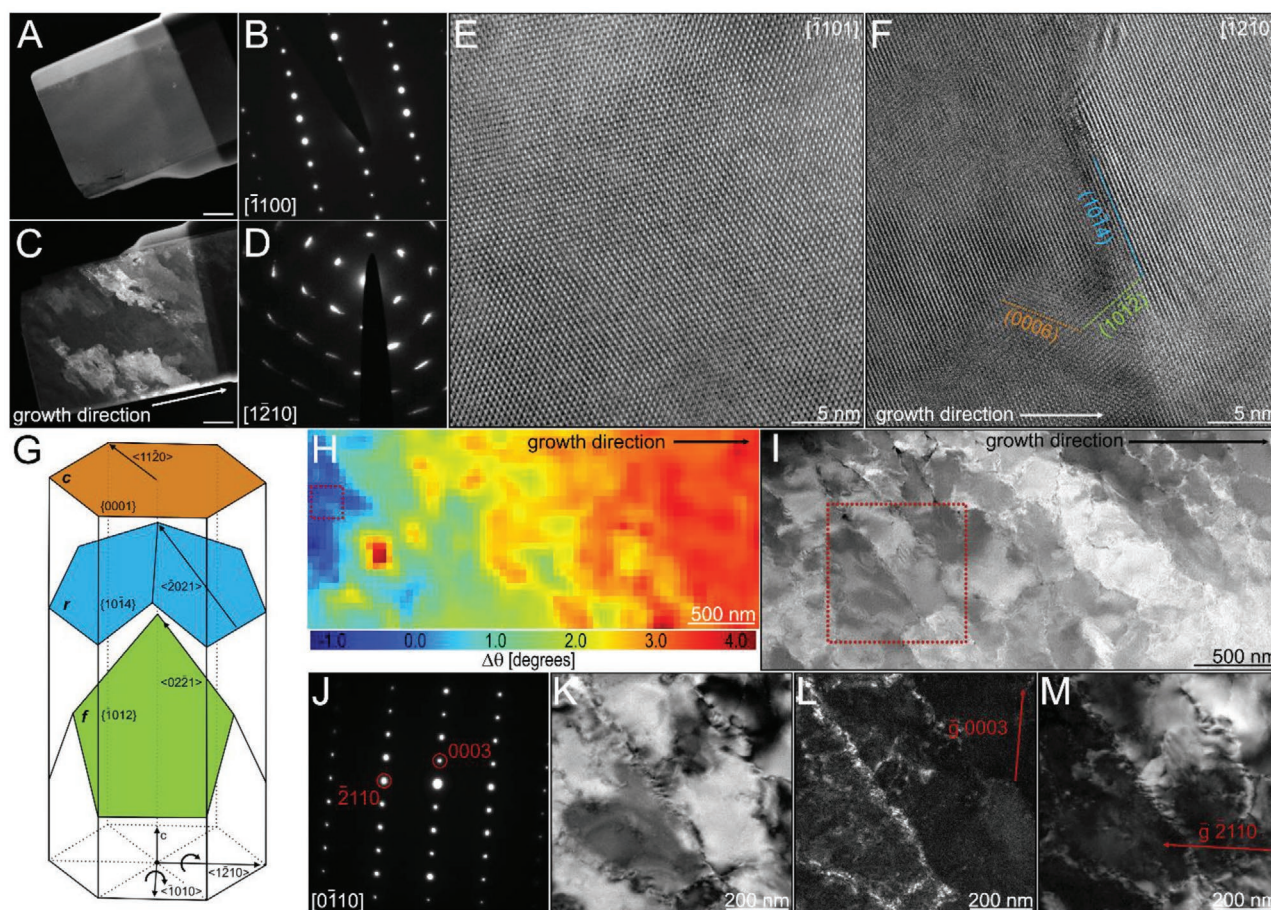 A
B
[1̄100]
C
growth direction
D
[12̄10]
E
[1̄101]
5 nm
F
[1̄21̄0]
{101̄4}
{0006}
{101̄2}
growth direction
5 nm
G
<112̄0>
c
{0001}
<2̄021>
r
{101̄4}
<022̄1>
f
{1̄012}
c
<12̄10>
<1̄010>
H
growth direction
500 nm
-1.0 0.0 1.0 2.0 3.0 4.0
Δθ [degrees]
I
growth direction
500 nm
J
0003
2̄110
[01̄10]
K
200 nm
L
ḡ 0003
200 nm
M
ḡ 2̄110
200 nm